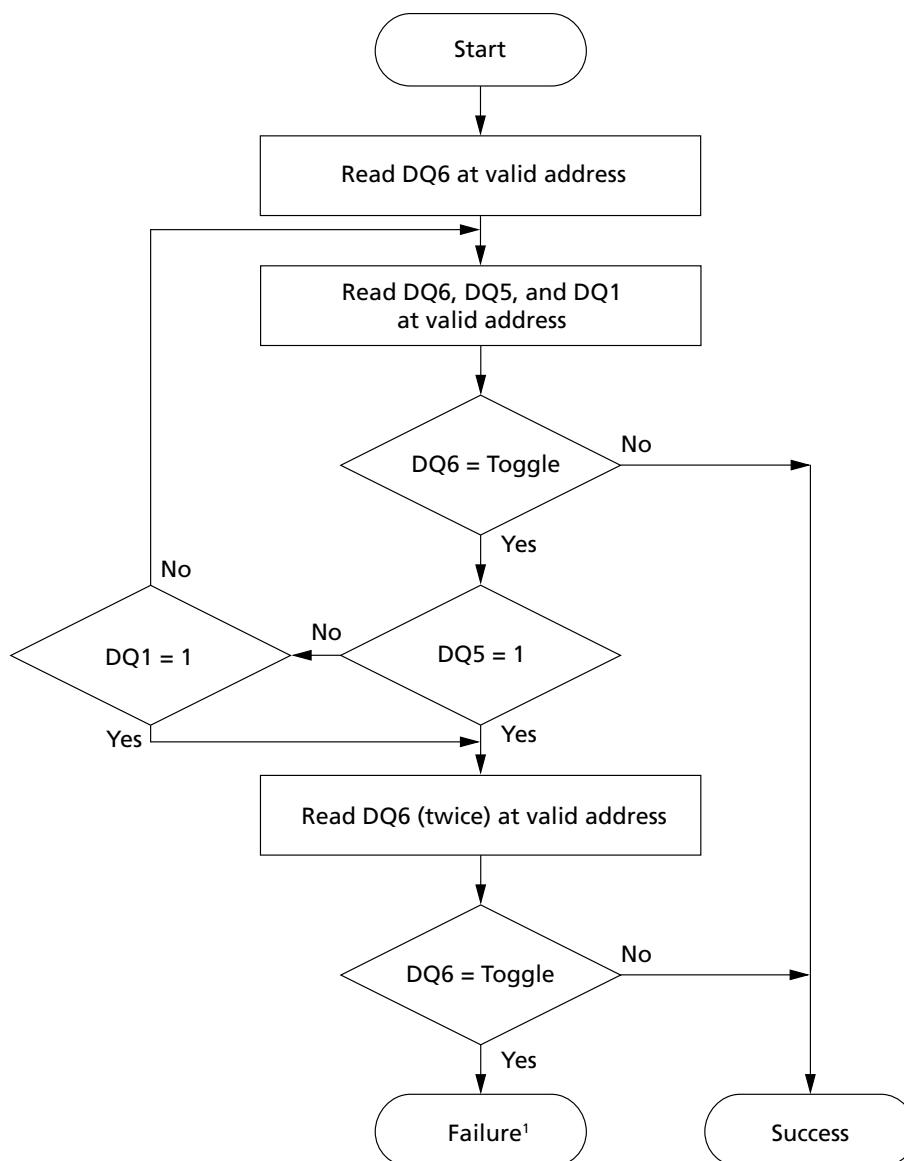 Start
Read DQ6 at valid address
Read DQ6, DQ5, and DQ1
at valid address
DQ6 = Toggle
No
Yes
No
DQ1 = 1
No
DQ5 = 1
Yes
Yes
Read DQ6 (twice) at valid address
DQ6 = Toggle
No
Yes
Failure¹
Success